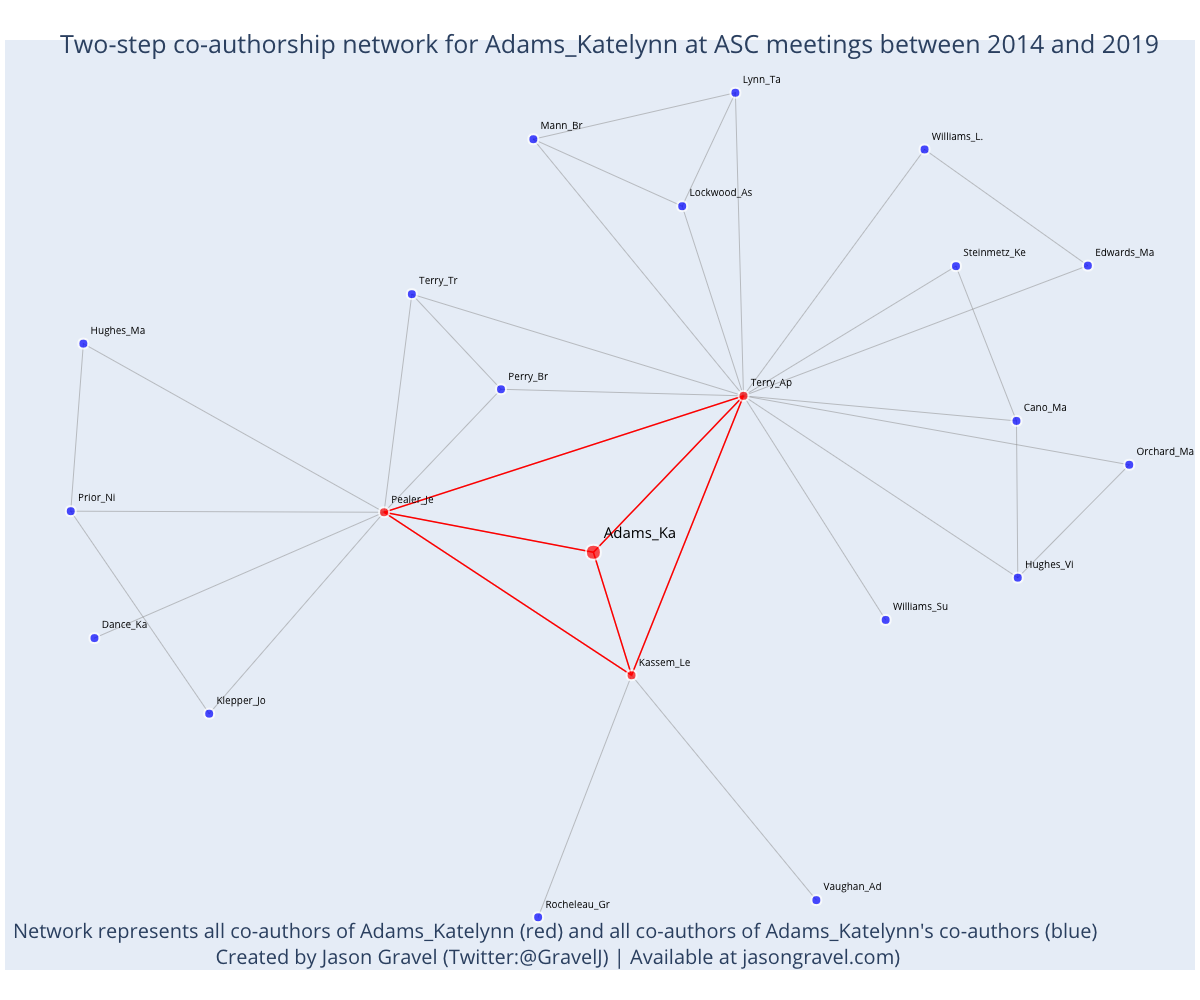 Two-step co-authorship network for Adams_Katelynn at ASC meetings between 2014 and 2019
Lynn_Ta
Mann_Br
Williams_L.
Lockwood_As
Steinmetz_Ke
Edwards_Ma
Terry_Tr
Hughes_Ma
Perry_Br
Terry_Ap
Cano_Ma
Orchard_Ma
Prior_Ni
Pealer_Je
Adams_Ka
Hughes_Vi
Williams_Su
Dance_Ka
Kassem_Le
Klepper_Jo
Vaughan_Ad
Rocheleau_Gr
Network represents all co-authors of Adams_Katelynn (red) and all co-authors of Adams_Katelynn's co-authors (blue)
Created by Jason Gravel (Twitter:@GravelJ) | Available at jasongravel.com)